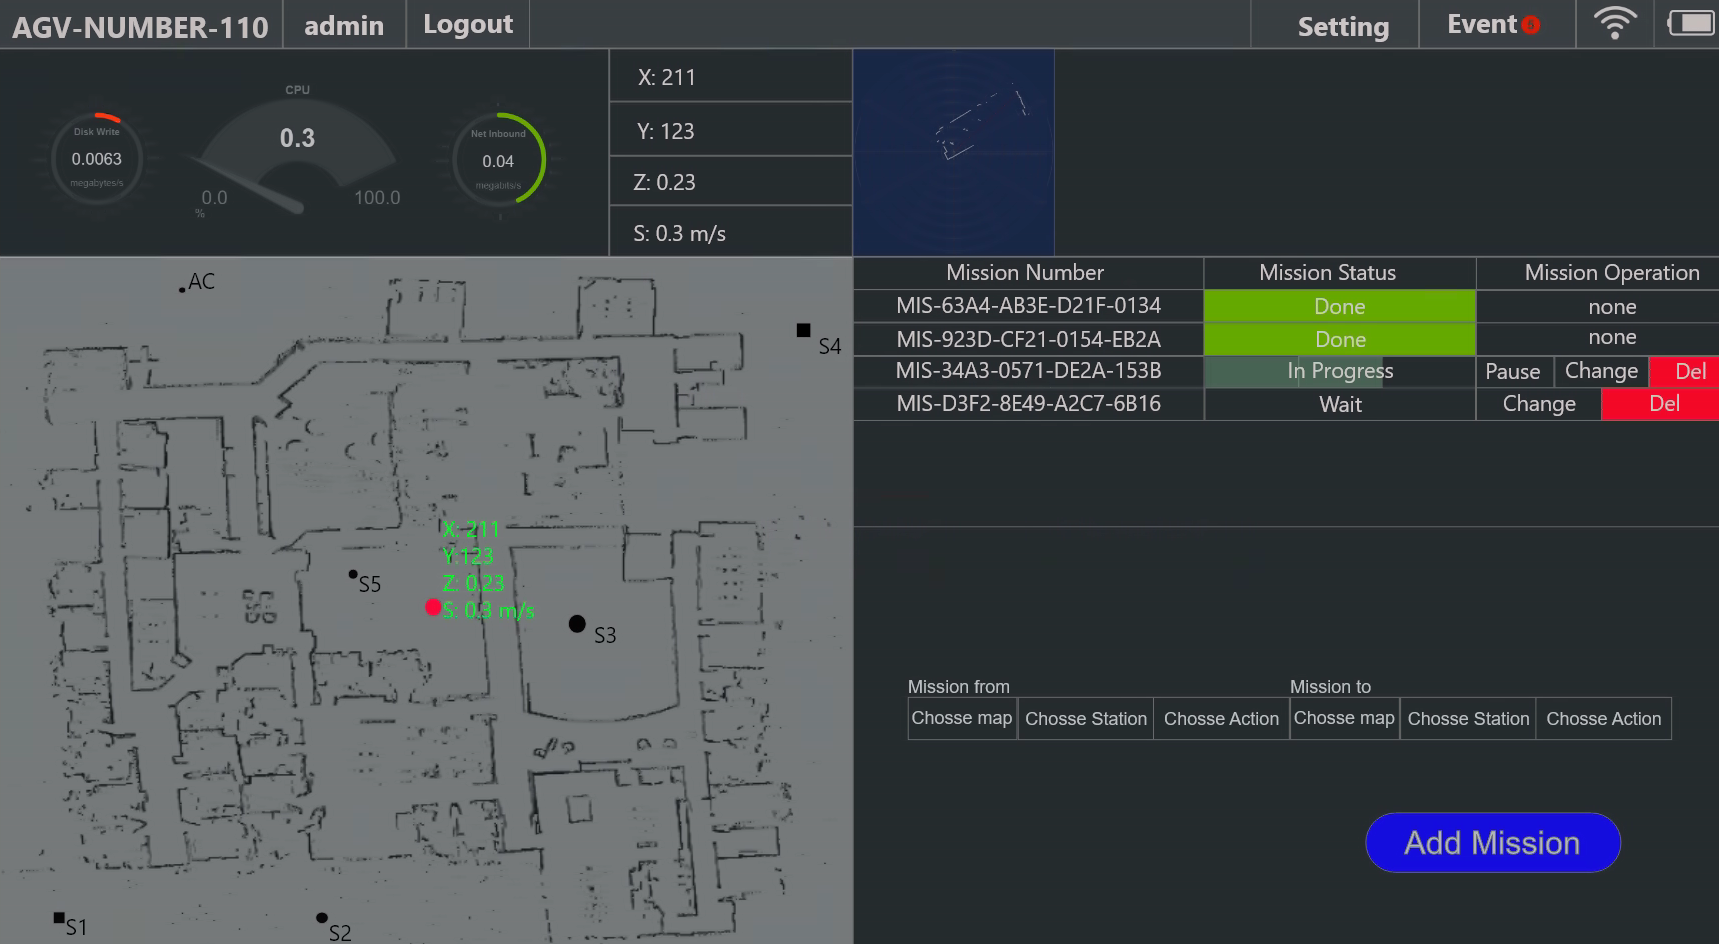 AGV-NUMBER-110 admin Logout Setting Event
CPU
Disk Write
0.0063
megabytes/s
0.3
0.0 100.0
%
Net Inbound
0.04
megabits/s
X: 211
Y: 123
Z: 0.23
S: 0.3 m/s
AC
S4
X: 211
Y:123
Z: 0.23
S: 0.3 m/s
S5
S3
S1
S2
Mission Number Mission Status Mission Operation
MIS-63A4-AB3E-D21F-0134 Done none
MIS-923D-CF21-0154-EB2A Done none
MIS-34A3-0571-DE2A-153B In Progress Pause Change Del
MIS-D3F2-8E49-A2C7-6B16 Wait Change Del
Mission from Mission to
Chosse map Chosse Station Chosse Action Chosse map Chosse Station Chosse Action
Add Mission